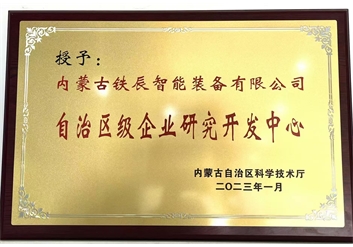 授予：
内蒙古铁辰智能装备有限公司
自治区级企业研究开发中心
内蒙古自治区科学技术厅
二〇二三年一月